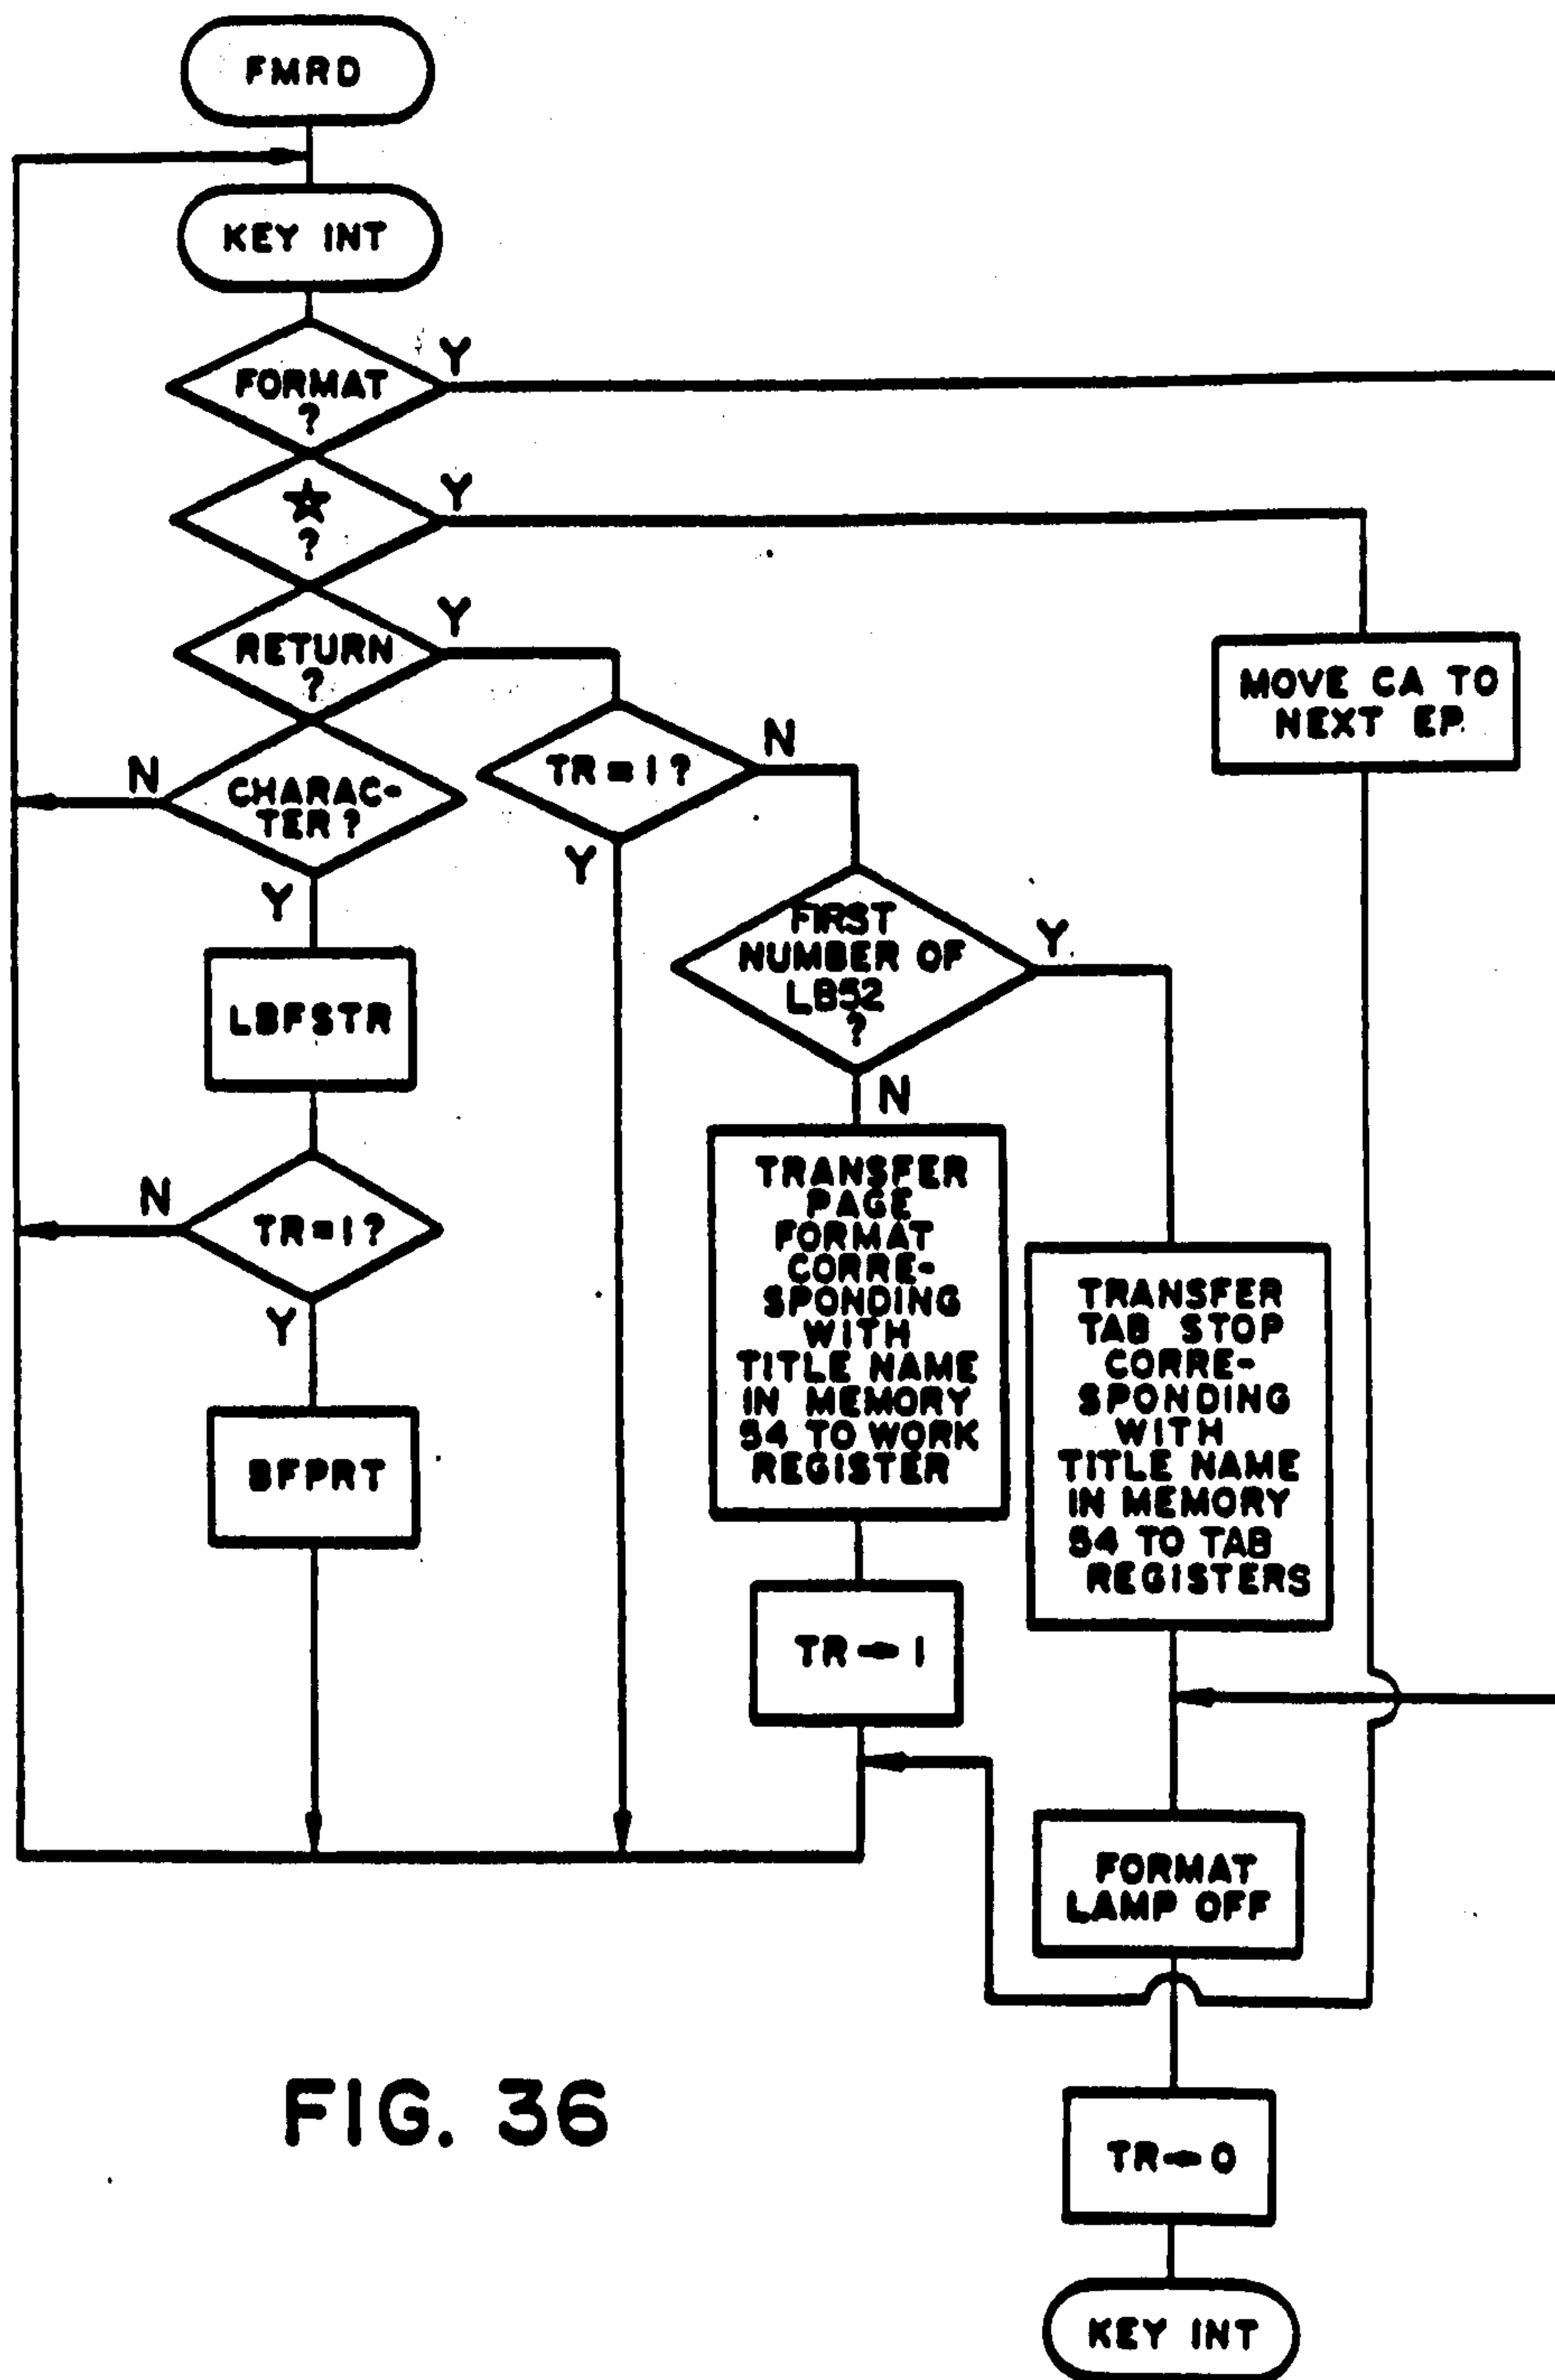 FMRD
KEY INT
FORMAT
?
Y
☆
?
Y
RETURN
?
Y
MOVE CA TO
NEXT EP.
CHARAC-
TER?
N
Y
TR=1?
N
Y
FIRST
NUMBER OF
LB52
?
Y
N
LBFSTR
TR=1?
N
Y
BFPRT
TRANSFER
PAGE
FORMAT
CORRE-
SPONDING
WITH
TITLE NAME
IN MEMORY
54 TO WORK
REGISTER
TRANSFER
TAB STOP
CORRE-
SPONDING
WITH
TITLE NAME
IN MEMORY
54 TO TAB
REGISTERS
TR→1
FORMAT
LAMP OFF
TR→0
KEY INT
FIG. 36